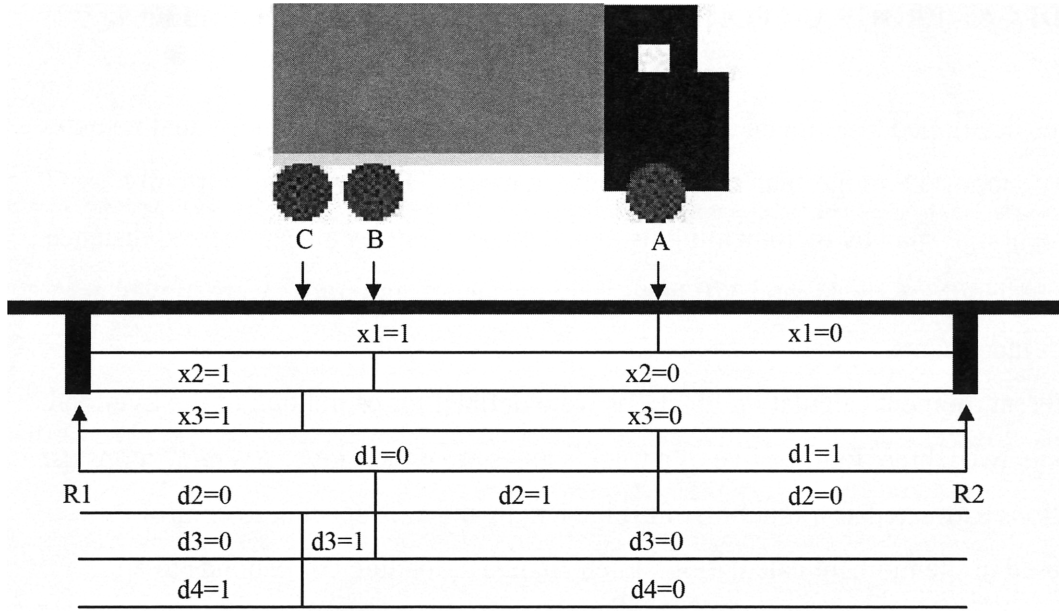 C B A
x1=1 x1=0
x2=1 x2=0
x3=1 x3=0
d1=0 d1=1
R1 d2=0 d2=1 d2=0 R2
d3=0 d3=1 d3=0
d4=1 d4=0